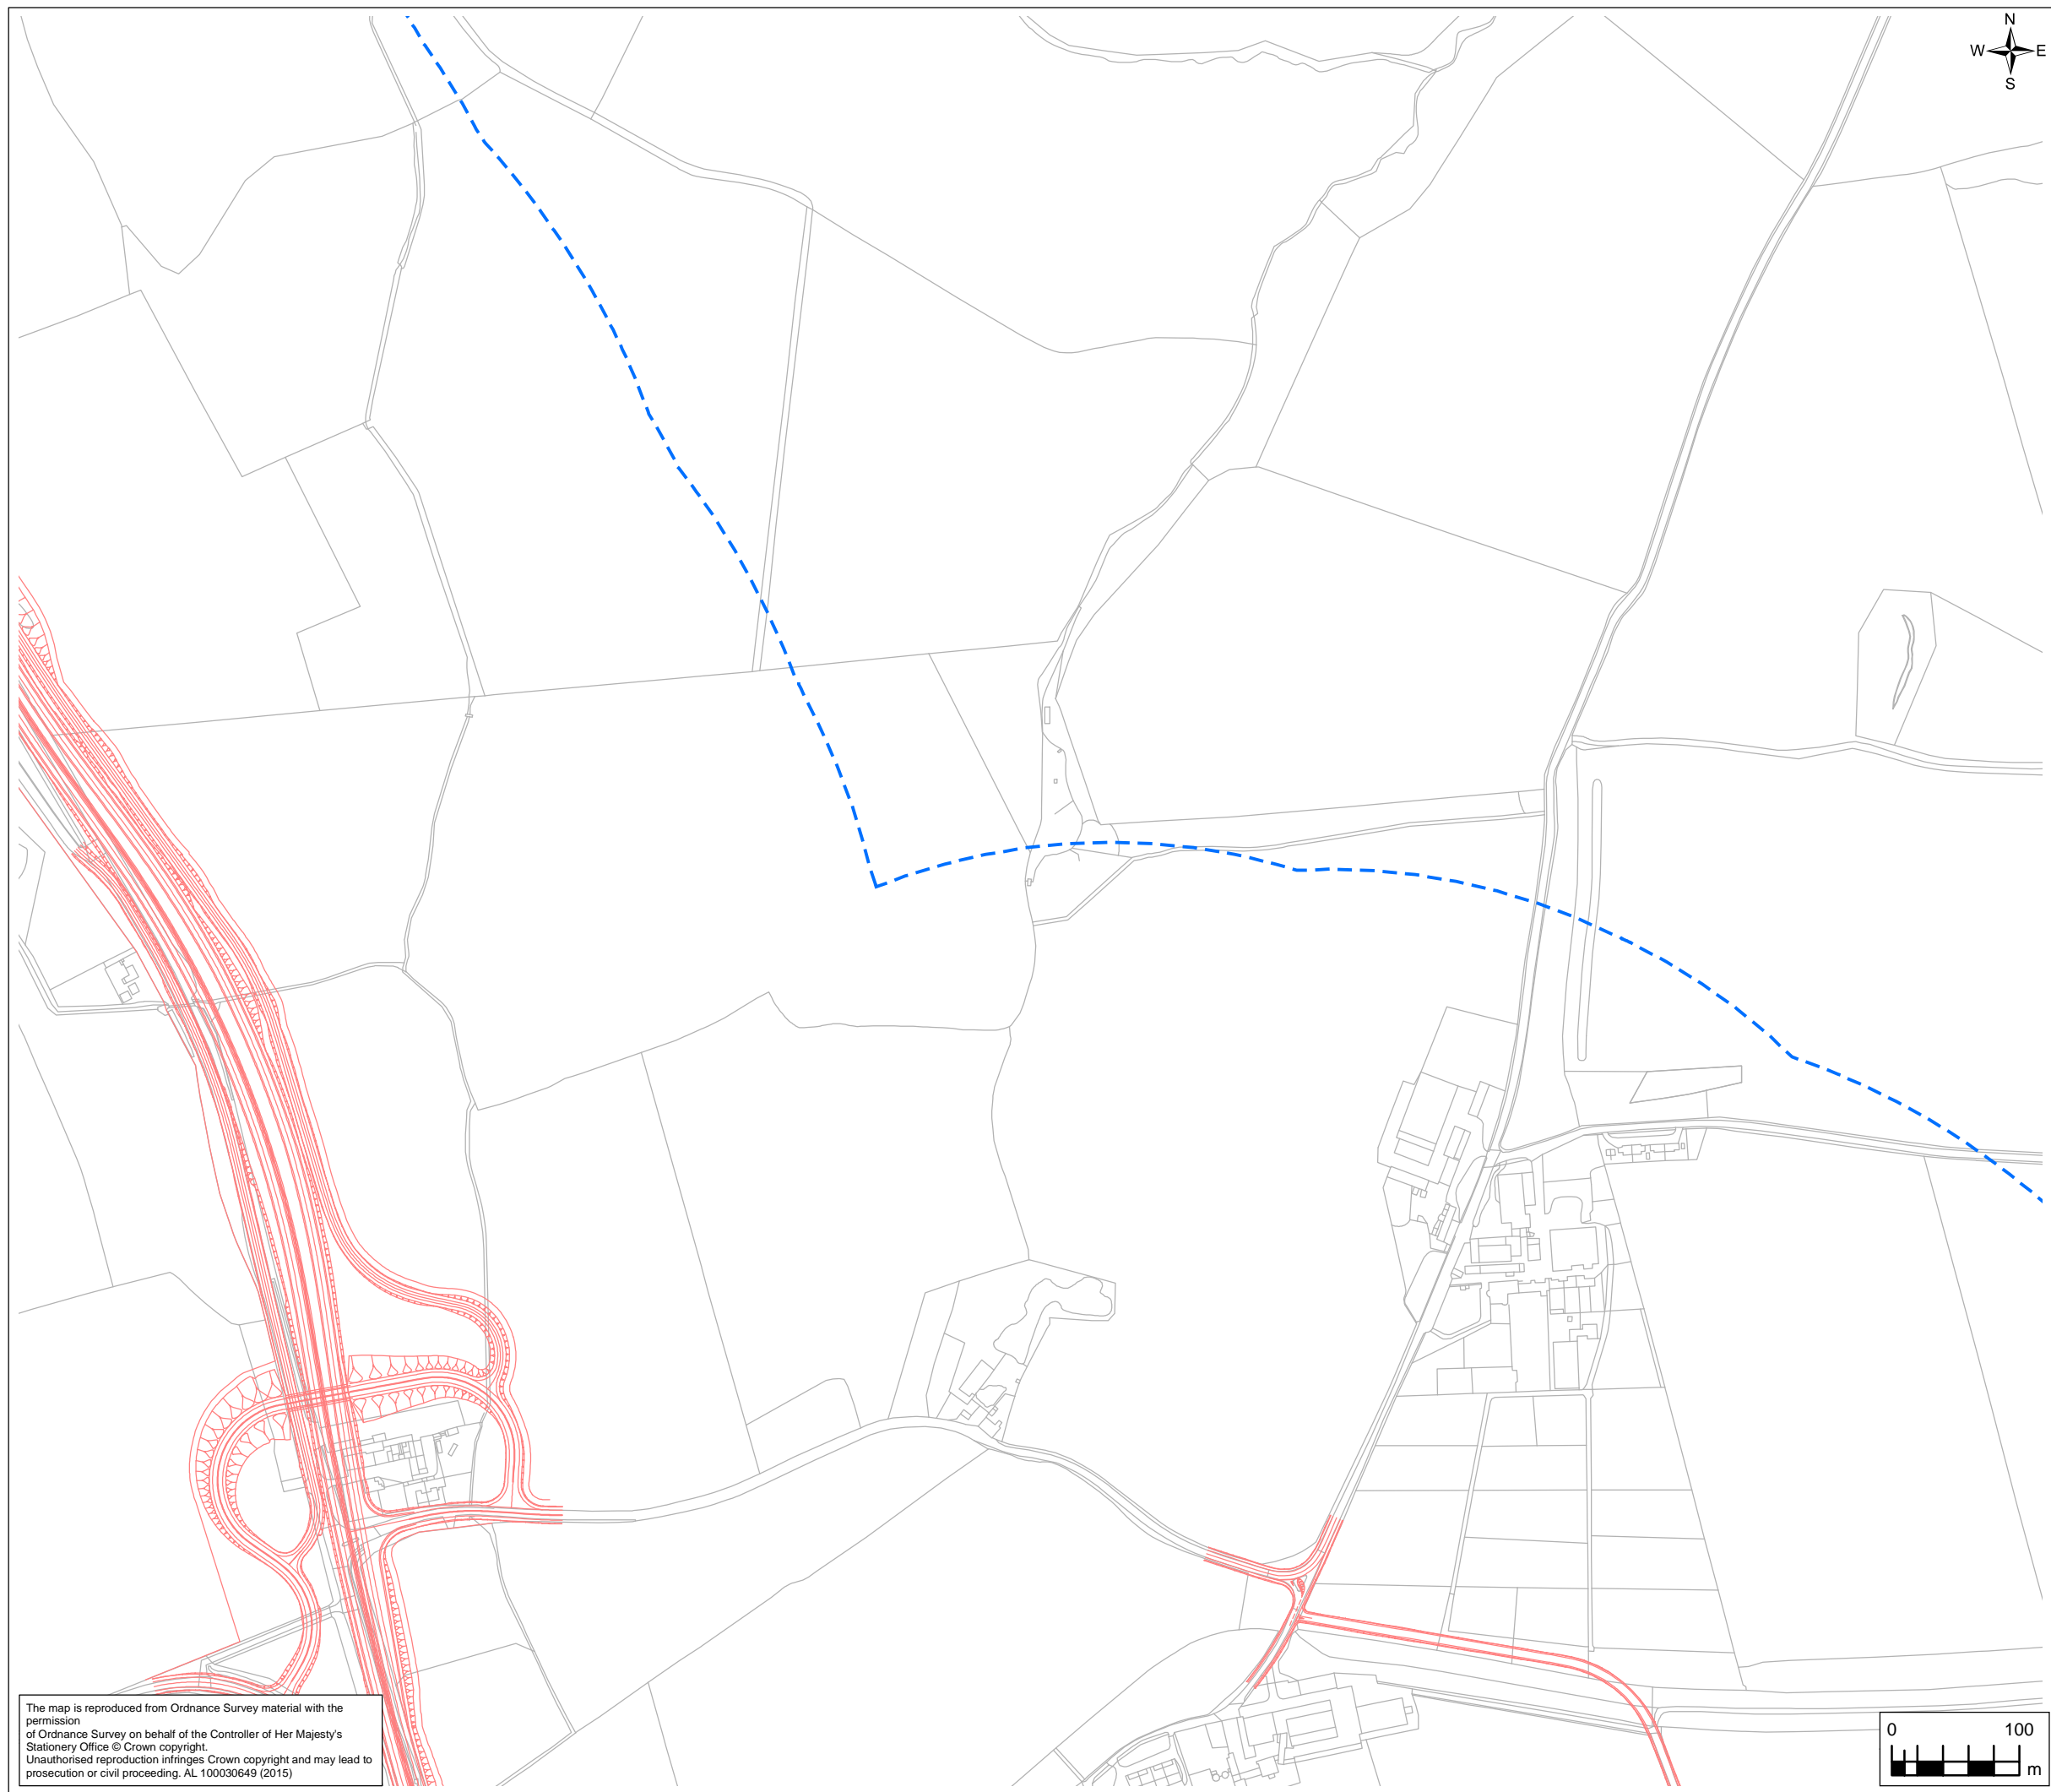 N
W E
S
The map is reproduced from Ordnance Survey material with the
permission
of Ordnance Survey on behalf of the Controller of Her Majesty's
Stationery Office © Crown copyright.
Unauthorised reproduction infringes Crown copyright and may lead to
prosecution or civil proceeding. AL 100030649 (2015)
0 100
m